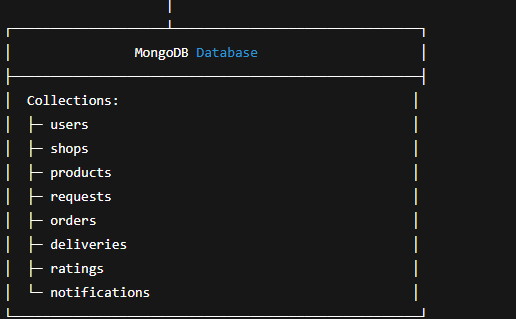 MongoDB Database
Collections:
├─ users
├─ shops
├─ products
├─ requests
├─ orders
├─ deliveries
├─ ratings
└─ notifications